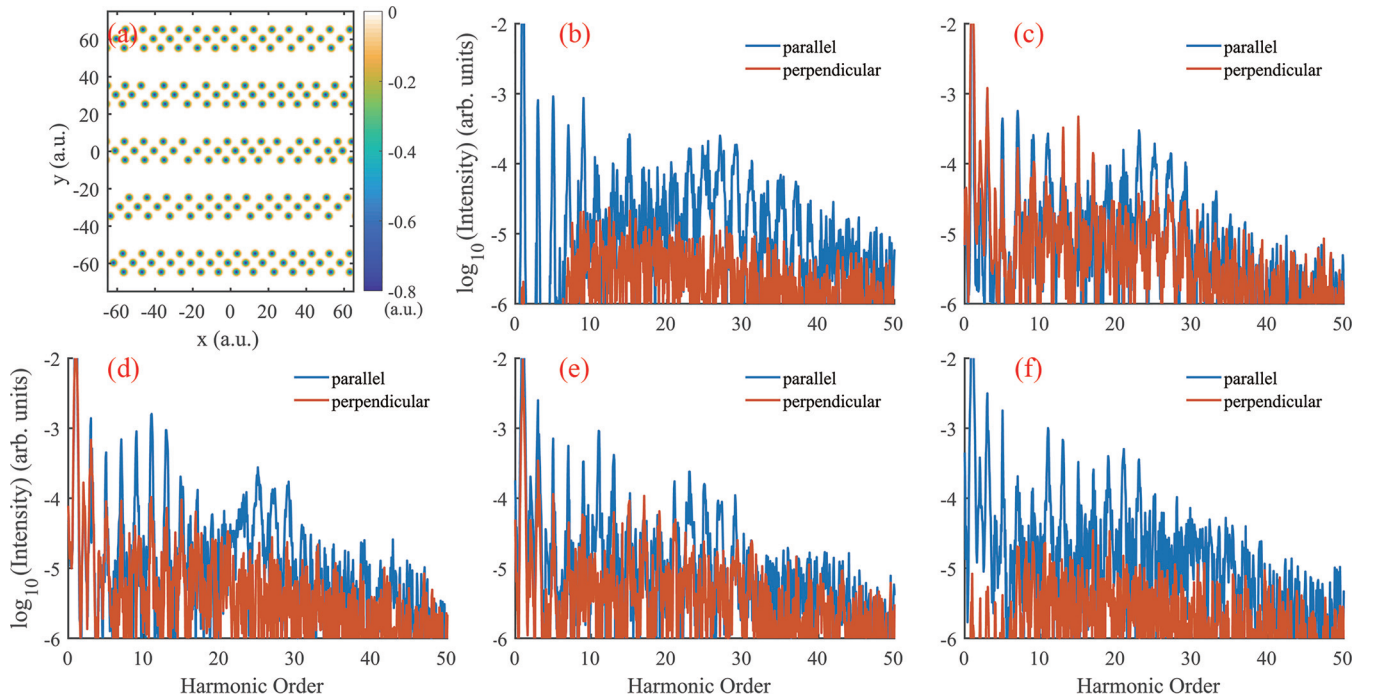 (a)
60
40
20
0
-20
-40
-60
y (a.u.)
-60 -40 -20 0 20 40 60
x (a.u.)
0
-0.2
-0.4
-0.6
-0.8
(a.u.)
(b)
parallel
perpendicular
-2
-3
-4
-5
-6
log10(Intensity) (arb. units)
0 10 20 30 40 50
(c)
parallel
perpendicular
-2
-3
-4
-5
-6
0 10 20 30 40 50
(d)
parallel
perpendicular
-2
-3
-4
-5
-6
log10(Intensity) (arb. units)
0 10 20 30 40 50
Harmonic Order
(e)
parallel
perpendicular
-2
-3
-4
-5
-6
0 10 20 30 40 50
Harmonic Order
(f)
parallel
perpendicular
-2
-3
-4
-5
-6
0 10 20 30 40 50
Harmonic Order